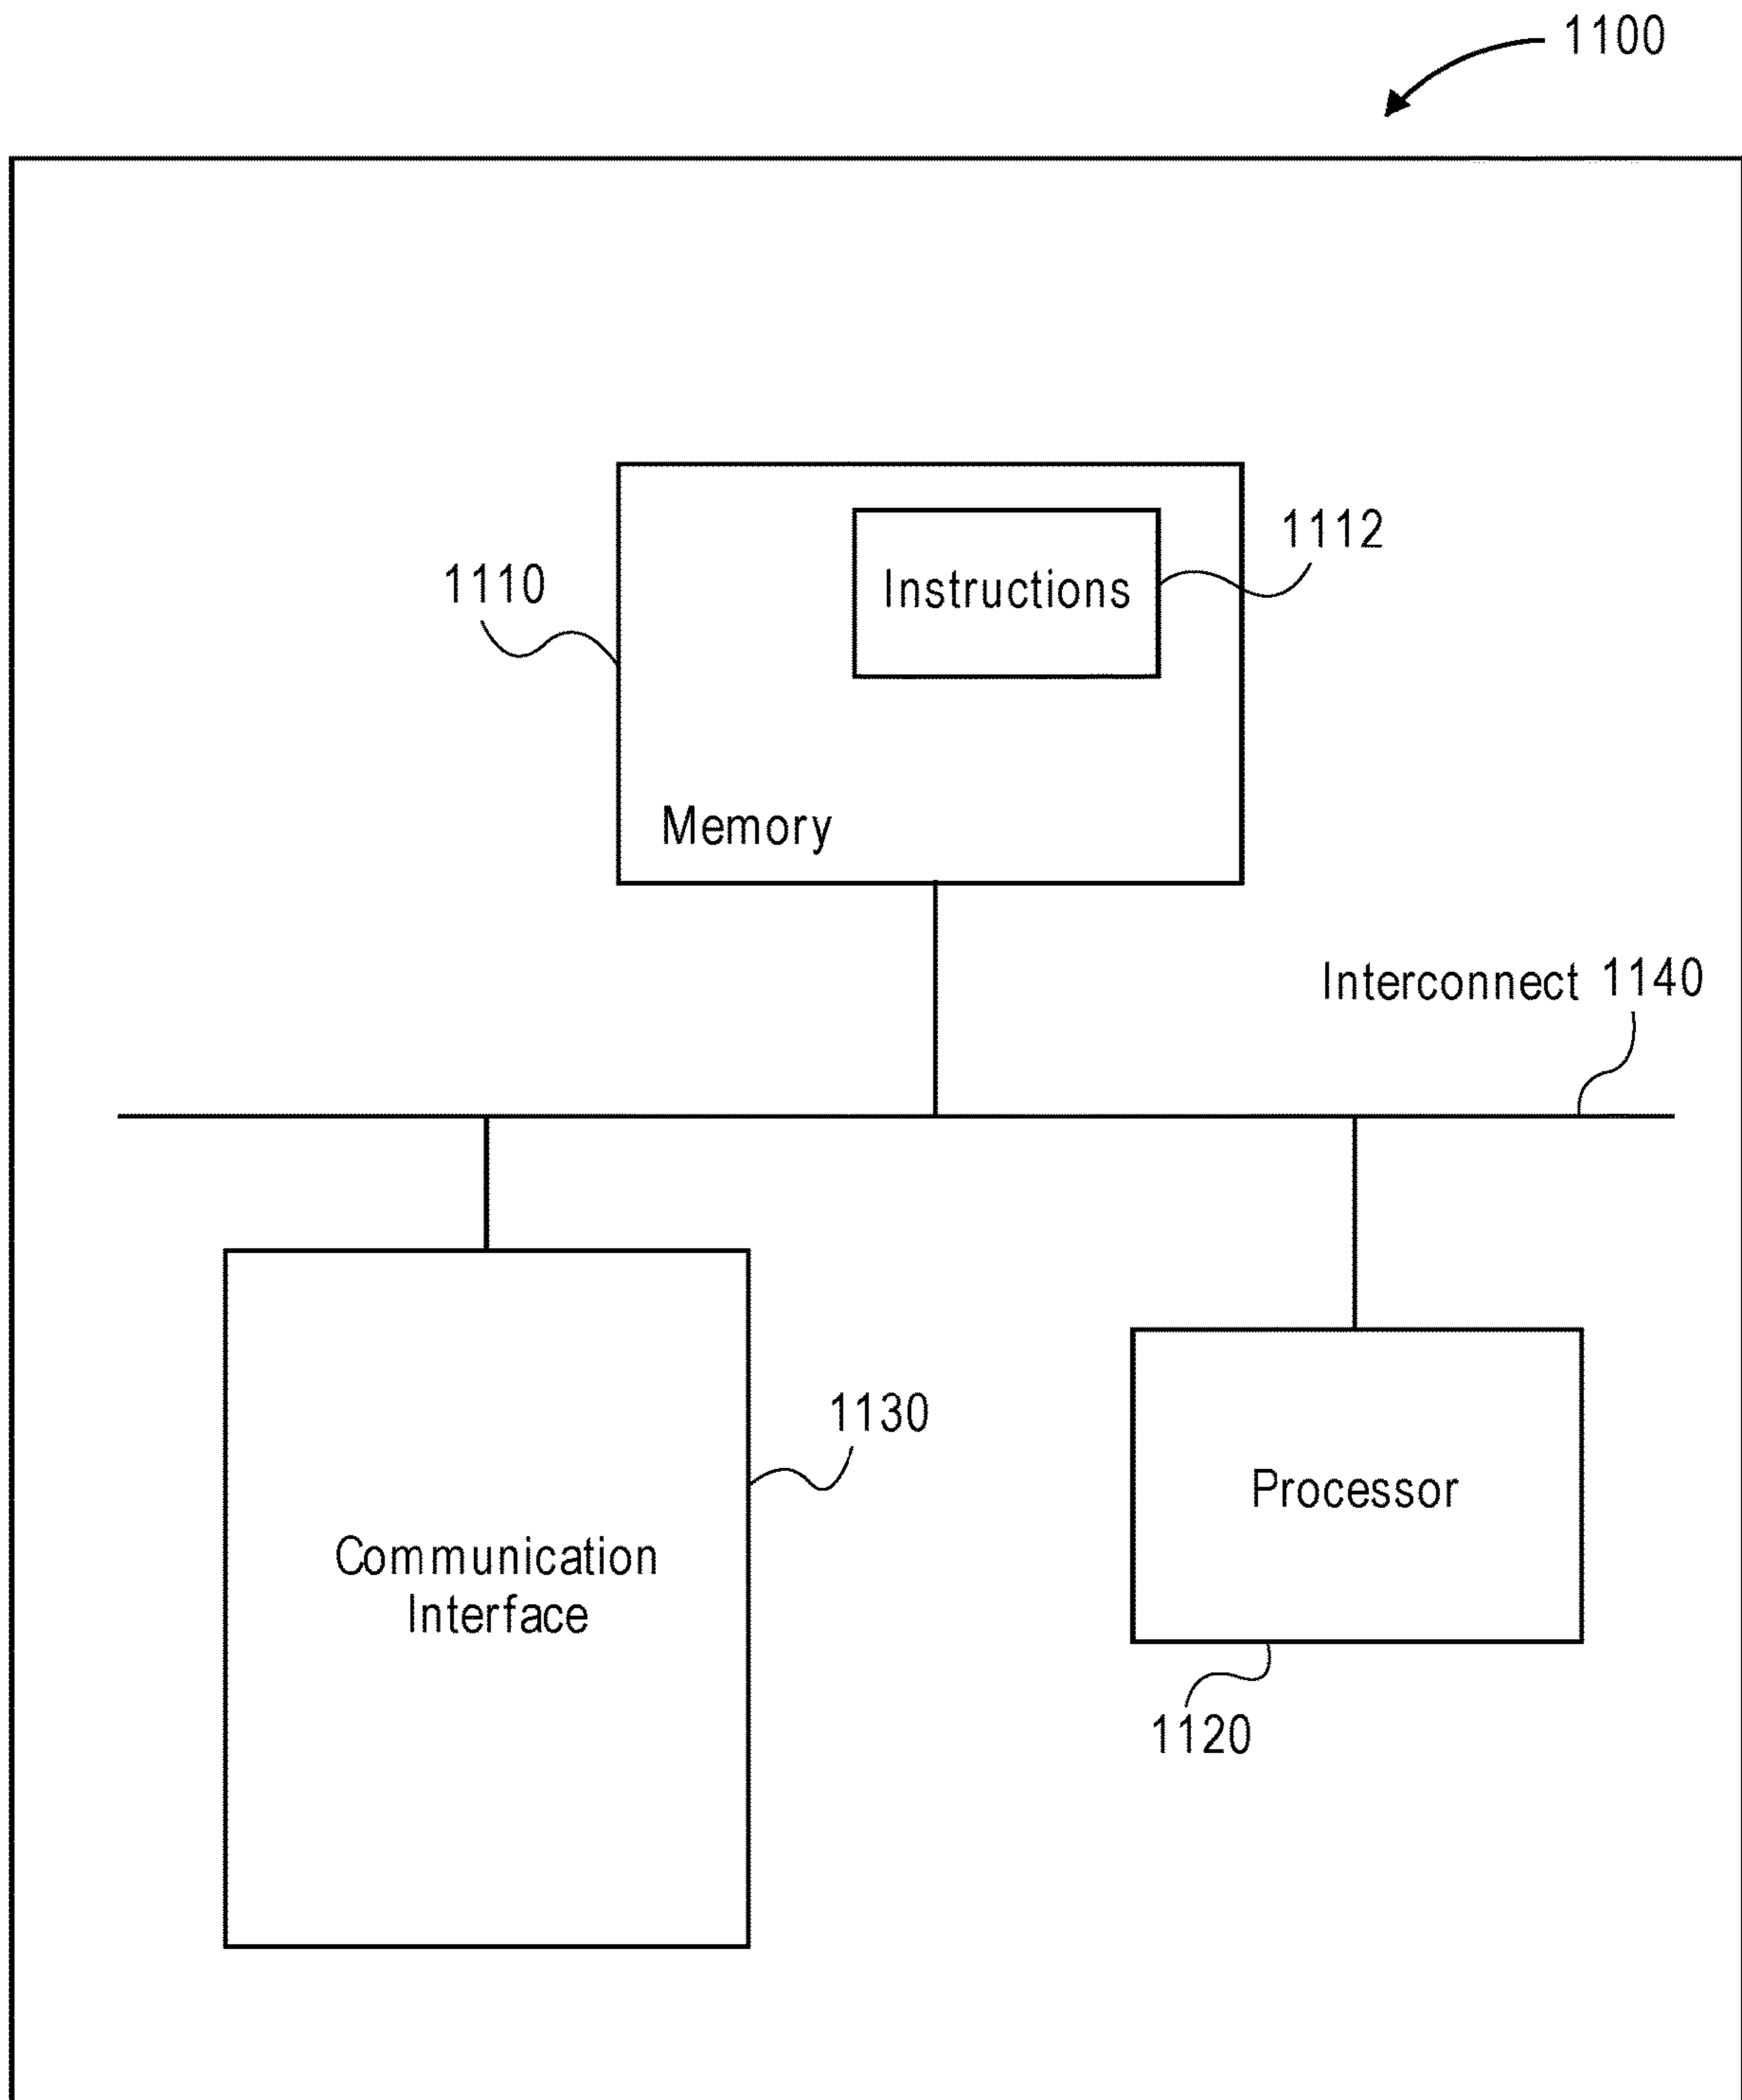 1100
1112
Instructions
1110
Memory
Interconnect 1140
1130
Processor
Communication
Interface
1120